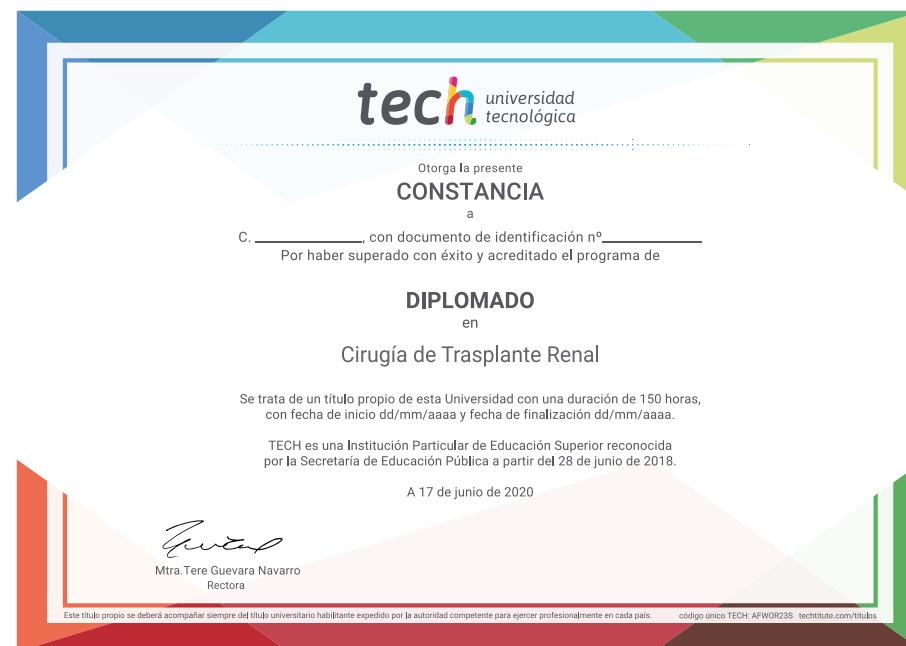 tech universidad
tecnológica
Otorga la presente
CONSTANCIA
a
C. ______________, con documento de identificación nº_____________
Por haber superado con éxito y acreditado el programa de
DIPLOMADO
en
Cirugía de Trasplante Renal
Se trata de un título propio de esta Universidad con una duración de 150 horas,
con fecha de inicio dd/mm/aaaa y fecha de finalización dd/mm/aaaa.
TECH es una Institución Particular de Educación Superior reconocida
por la Secretaría de Educación Pública a partir del 28 de junio de 2018.
A 17 de junio de 2020
Mtra.Tere Guevara Navarro
Rectora
Este título propio se deberá acompañar siempre del título universitario habilitante expedido por la autoridad competente para ejercer profesionalmente en cada país. código único TECH: AFWOR23S techtitute.com/titulos